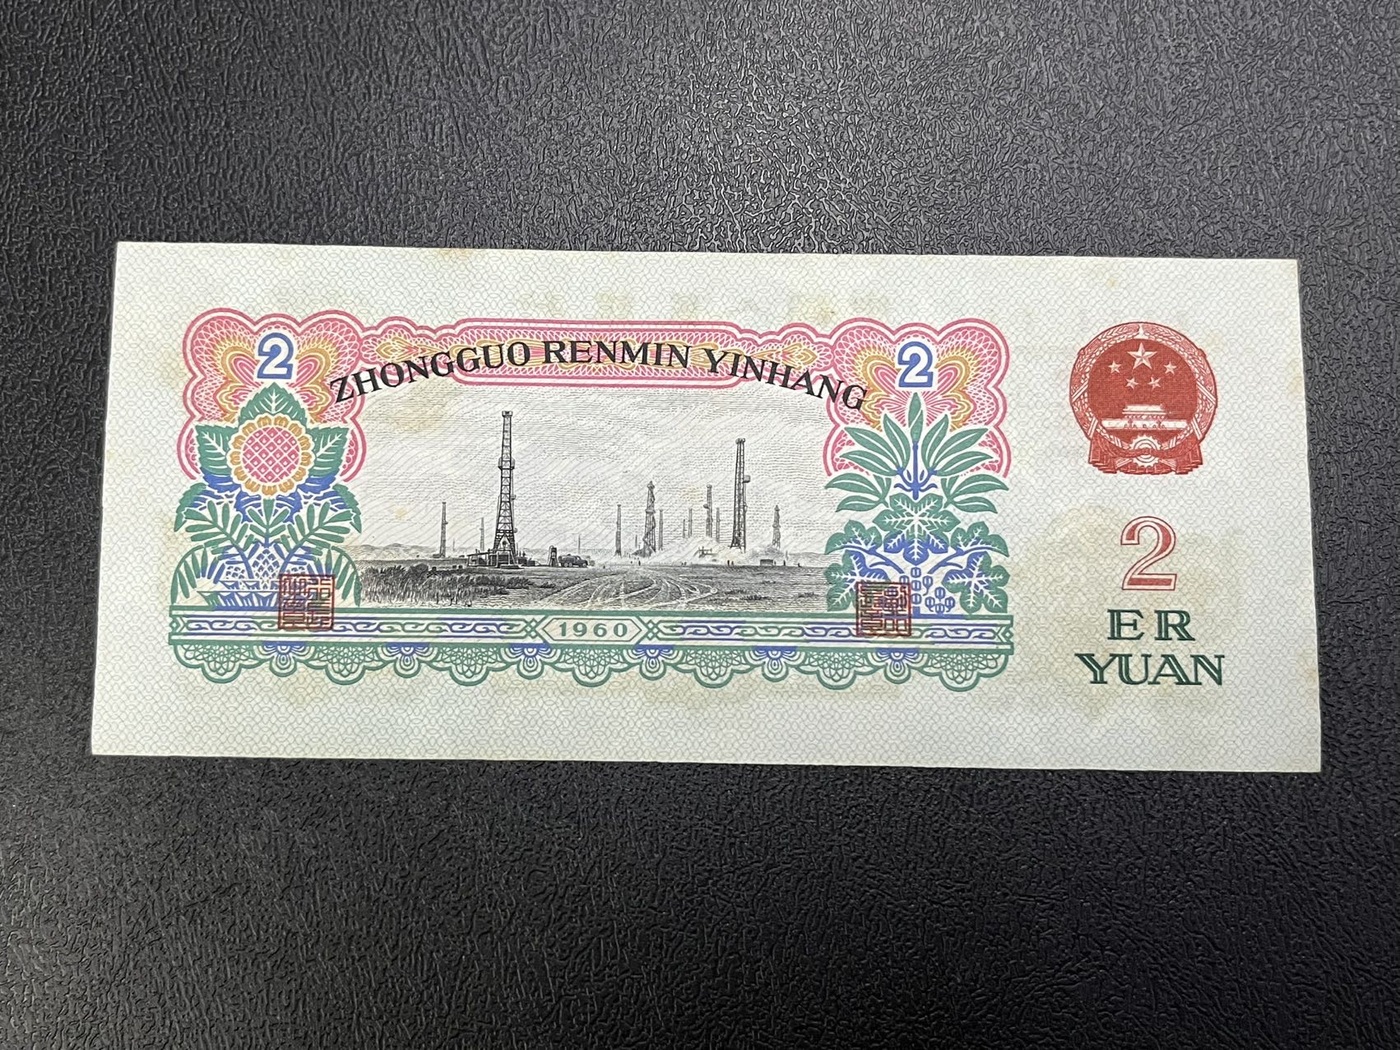 2
ZHONGGUO RENMIN YINHANG
2
1960
2
ER
YUAN